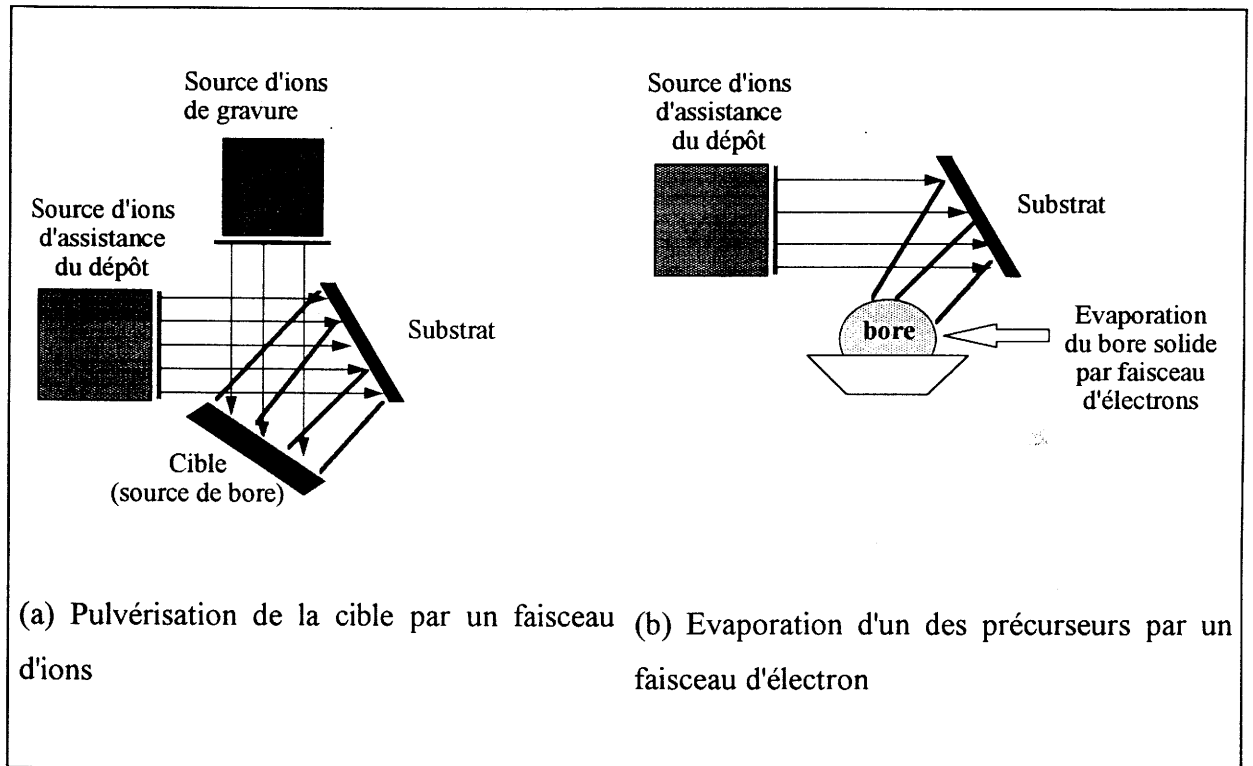 Source d'ions
de gravure
Source d'ions
d'assistance
du dépôt
Substrat
Cible
(source de bore)
(a) Pulvérisation de la cible par un faisceau
d'ions
Source d'ions
d'assistance
du dépôt
Substrat
bore
Evaporation
du bore solide
par faisceau
d'électrons
(b) Evaporation d'un des précurseurs par un
faisceau d'électron